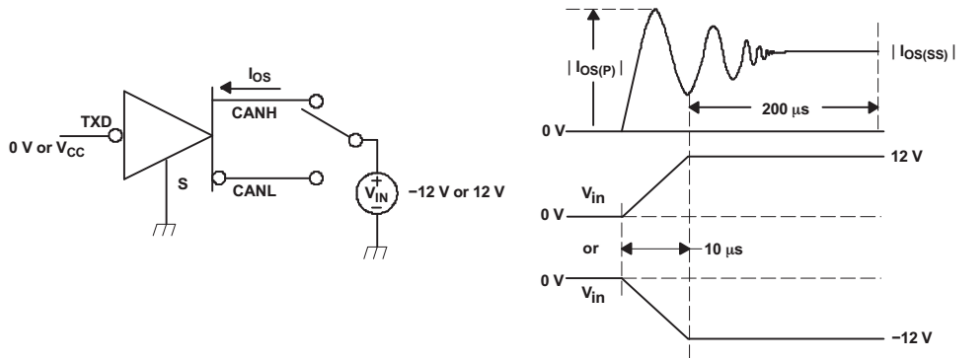 TXD
0 V or VCC
IOS
CANH
S
CANL
+
VIN
–
−12 V or 12 V
| IOS(P) |
| IOS(SS) |
200 µs
0 V
12 V
Vin
0 V
or
10 µs
0 V
Vin
−12 V